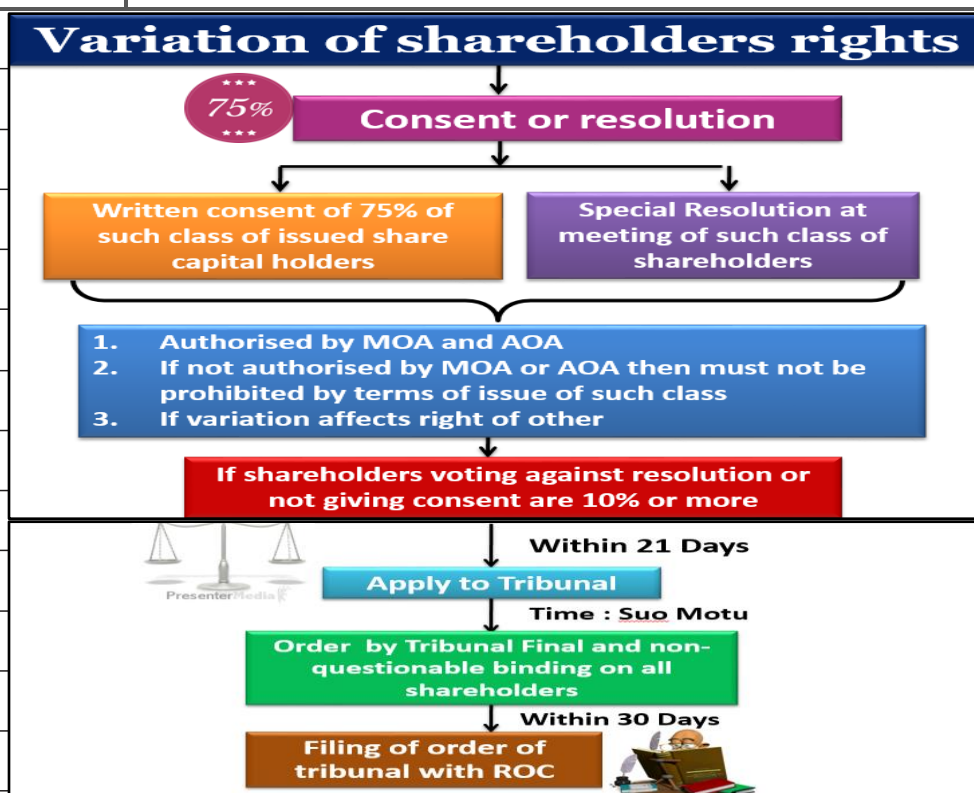 Variation of shareholders rights
75%
Consent or resolution
Written consent of 75% of
such class of issued share
capital holders
Special Resolution at
meeting of such class of
shareholders
1. Authorised by MOA and AOA
2. If not authorised by MOA or AOA then must not be
prohibited by terms of issue of such class
3. If variation affects right of other
If shareholders voting against resolution or
not giving consent are 10% or more
Within 21 Days
PresenterMedia
Apply to Tribunal
Time : Suo Motu
Order by Tribunal Final and non-
questionable binding on all
shareholders
Within 30 Days
Filing of order of
tribunal with ROC